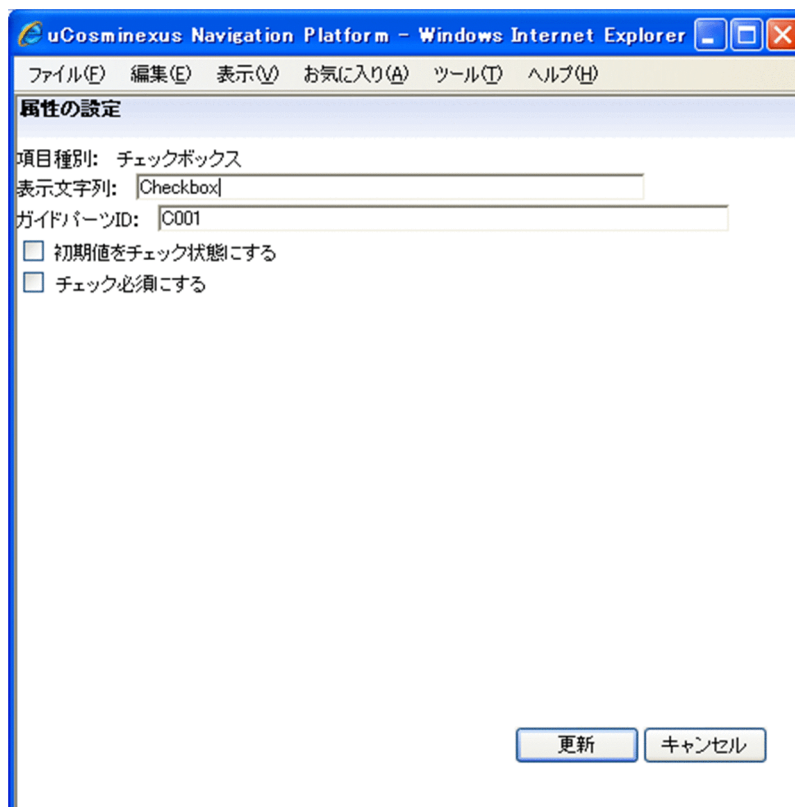 uCosminexus Navigation Platform - Windows Internet Explorer
ファイル(F) 編集(E) 表示(V) お気に入り(A) ツール(T) ヘルプ(H)
属性の設定
項目種別: チェックボックス
表示文字列: Checkbox
ガイドパーツID: C001
初期値をチェック状態にする
チェック必須にする
更新 キャンセル